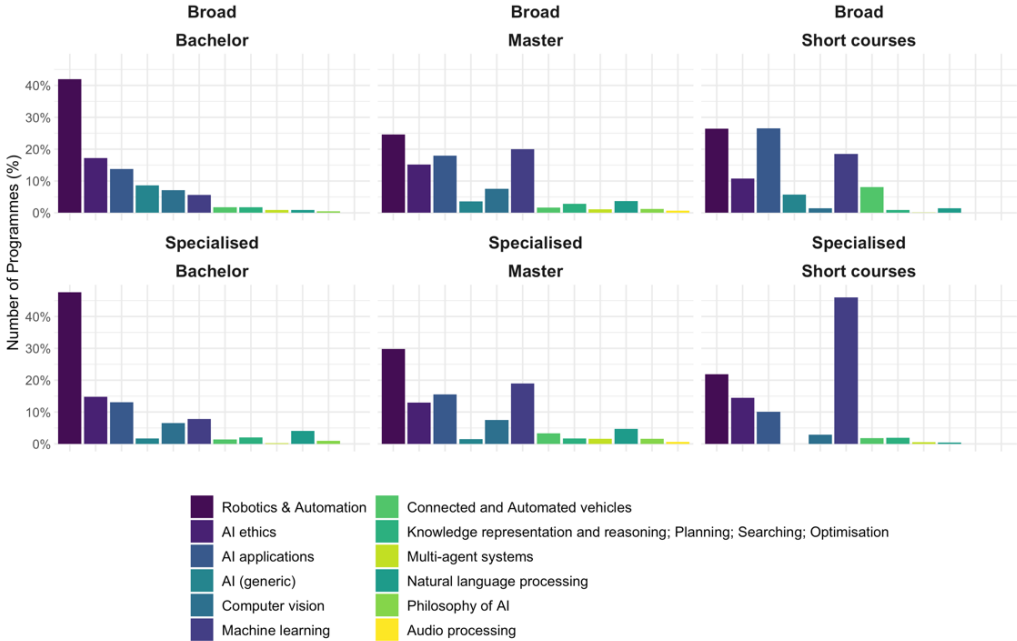 Broad
Bachelor
Broad
Master
Broad
Short courses
40%
30%
20%
10%
0%
Number of Programmes (%)
Specialised
Bachelor
Specialised
Master
Specialised
Short courses
40%
30%
20%
10%
0%
Robotics & Automation
AI ethics
AI applications
AI (generic)
Computer vision
Machine learning
Connected and Automated vehicles
Knowledge representation and reasoning; Planning; Searching; Optimisation
Multi-agent systems
Natural language processing
Philosophy of AI
Audio processing